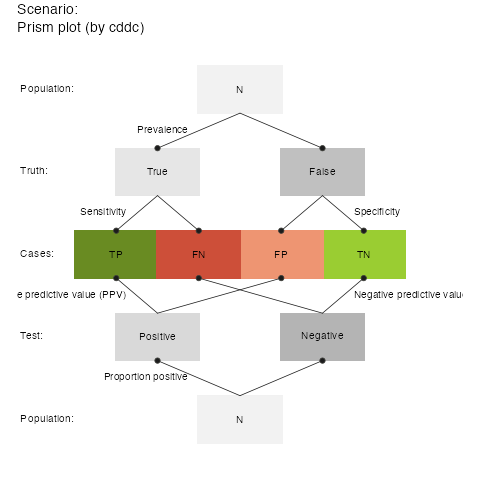 Scenario:
Prism plot (by cddc)
Population:
N
Prevalence
Truth:
True
False
Sensitivity
Specificity
Cases:
TP
FN
FP
TN
e predictive value (PPV)
Negative predictive valu
Test:
Positive
Negative
Proportion positive
Population:
N